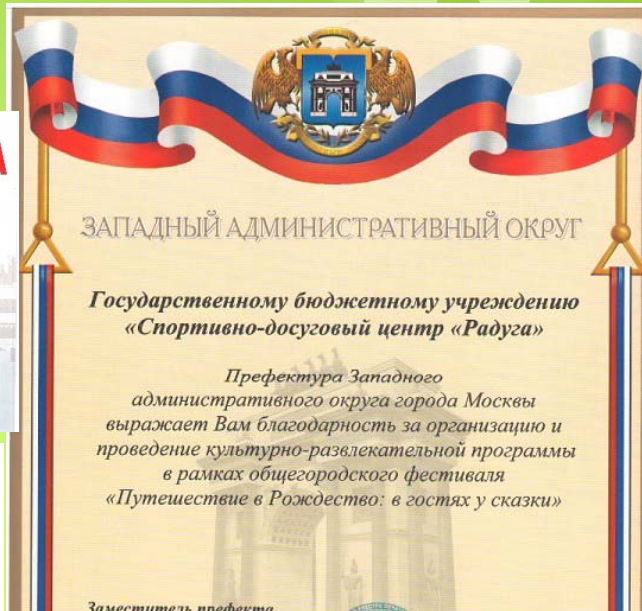 ЗАПАДНЫЙ АДМИНИСТРАТИВНЫЙ ОКРУГ
Государственному бюджетному учреждению
«Спортивно-досуговый центр «Радуга»
Префектура Западного
административного округа города Москвы
выражает Вам благодарность за организацию и
проведение культурно-развлекательной программы
в рамках общегородского фестиваля
«Путешествие в Рождество: в гостях у сказки»
Заместитель префекта